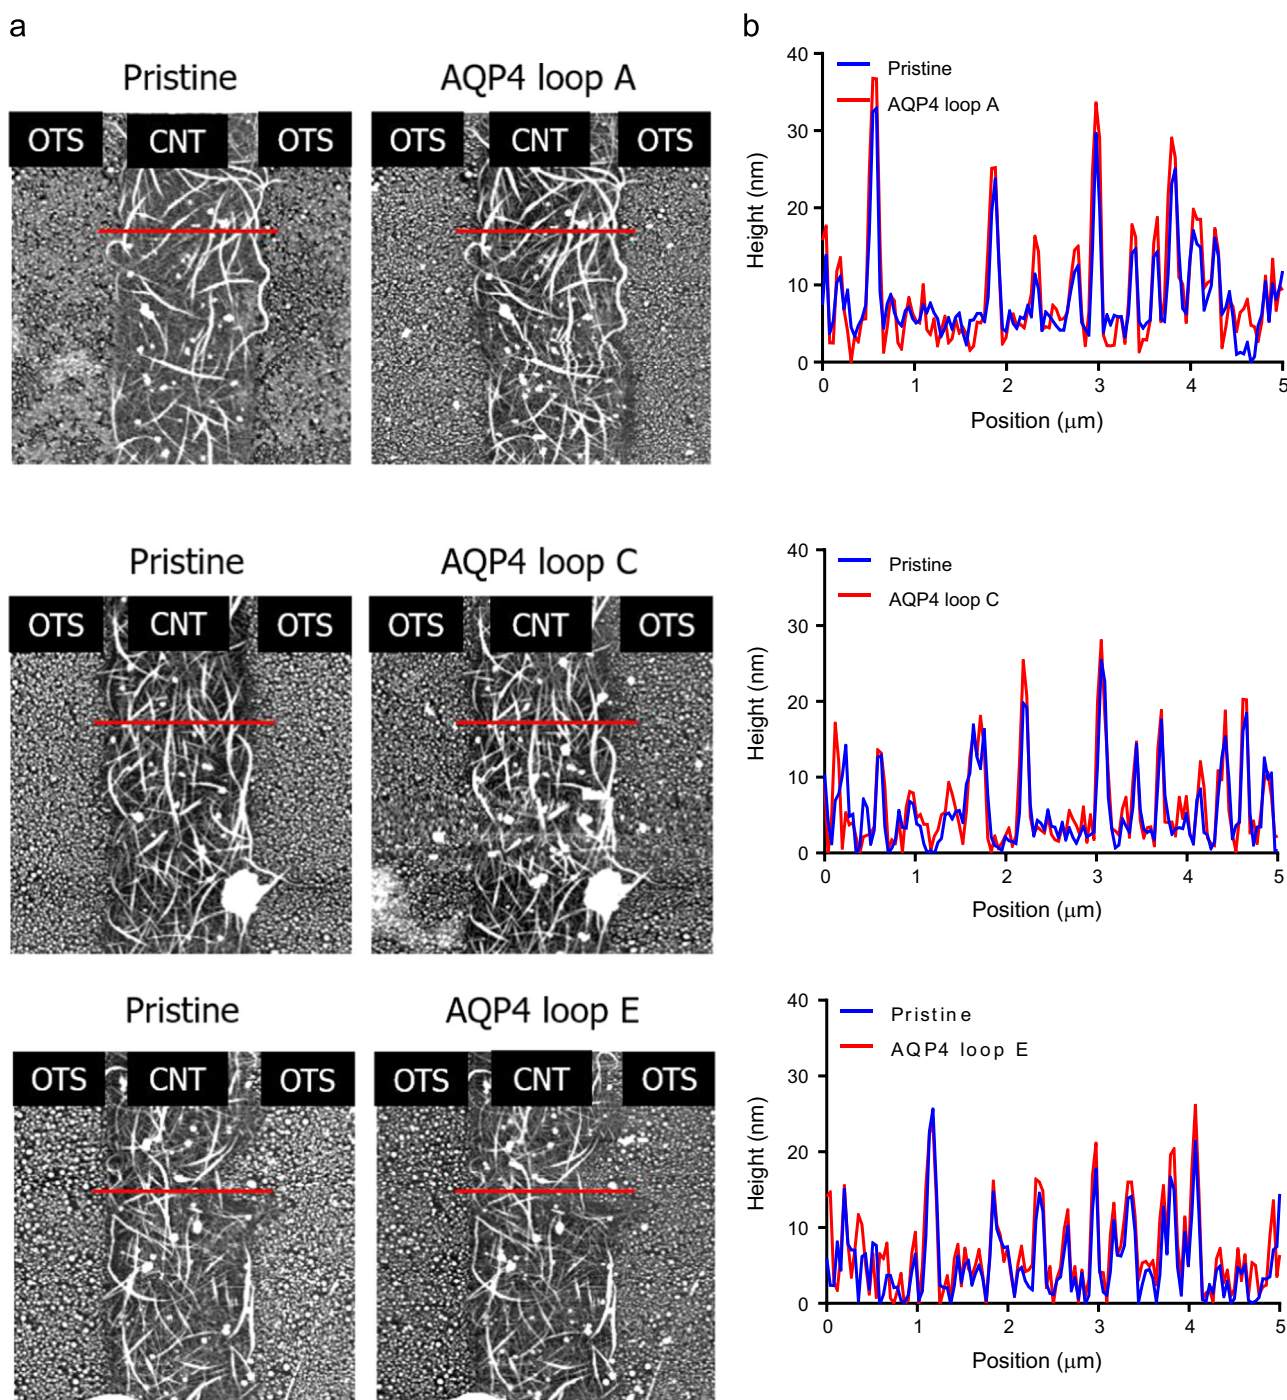 a
b
Pristine
AQP4 loop A
OTS
CNT
OTS
OTS
CNT
OTS
40
30
20
10
0
Height (nm)
Pristine
AQP4 loop A
0
1
2
3
4
5
Position (μm)
Pristine
AQP4 loop C
OTS
CNT
OTS
OTS
CNT
OTS
40
30
20
10
0
Height (nm)
Pristine
AQP4 loop C
0
1
2
3
4
5
Position (μm)
Pristine
AQP4 loop E
OTS
CNT
OTS
OTS
CNT
OTS
40
30
20
10
0
Height (nm)
Pristine
AQP4 loop E
0
1
2
3
4
5
Position (μm)